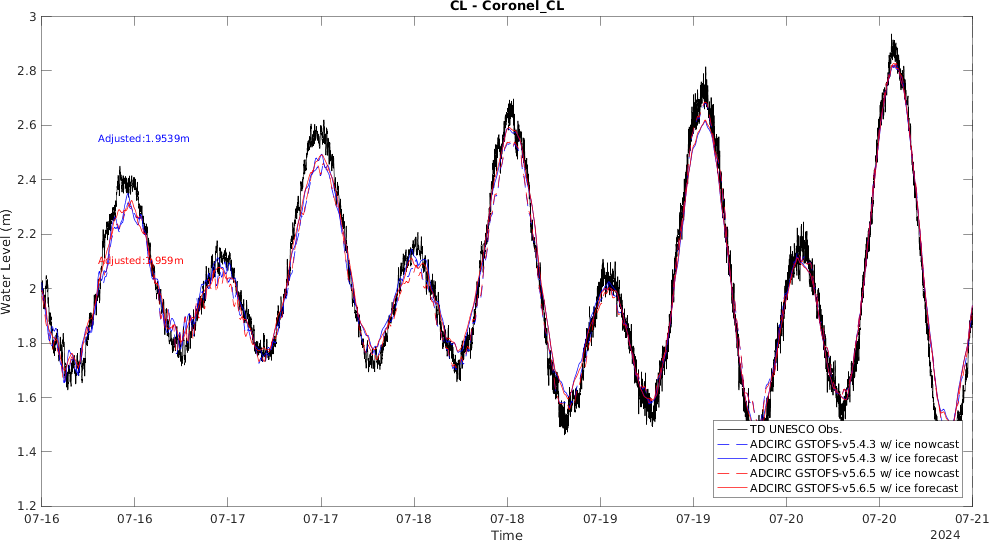 CL - Coronel_CL
3
2.8
2.6
2.4
2.2
2
1.8
1.6
1.4
1.2
Water Level (m)
Adjusted:1.9539m
Adjusted:1.959m
TD UNESCO Obs.
ADCIRC GSTOFS-v5.4.3 w/ ice nowcast
ADCIRC GSTOFS-v5.4.3 w/ ice forecast
ADCIRC GSTOFS-v5.6.5 w/ ice nowcast
ADCIRC GSTOFS-v5.6.5 w/ ice forecast
07-16 07-16 07-17 07-17 07-18 07-18 07-19 07-19 07-20 07-20 07-21
Time
2024